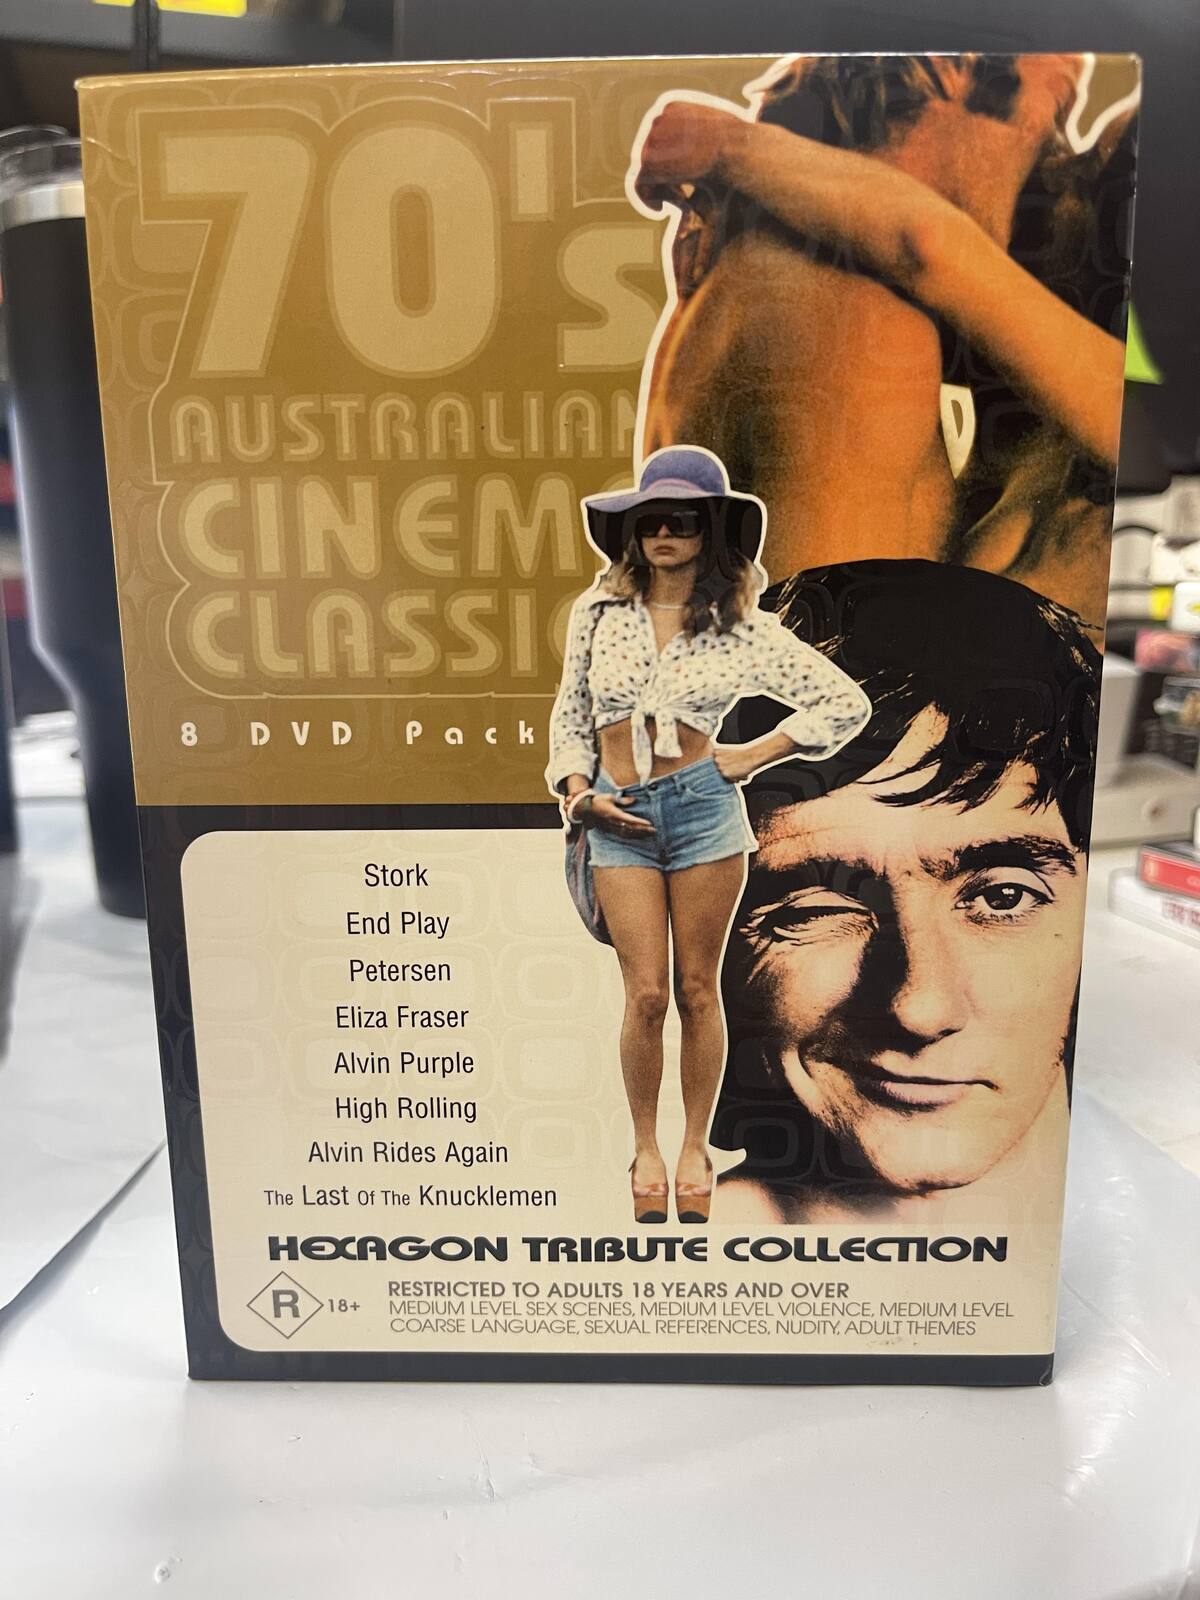 70's
AUSTRALIAN
CINEM
CLASSIC
8 DVD Pack
Stork
End Play
Petersen
Eliza Fraser
Alvin Purple
High Rolling
Alvin Rides Again
The Last Of The Knucklemen
HEXAGON TRIBUTE COLLECTION
R 18+
RESTRICTED TO ADULTS 18 YEARS AND OVER
MEDIUM LEVEL SEX SCENES, MEDIUM LEVEL VIOLENCE, MEDIUM LEVEL
COARSE LANGUAGE, SEXUAL REFERENCES, NUDITY, ADULT THEMES